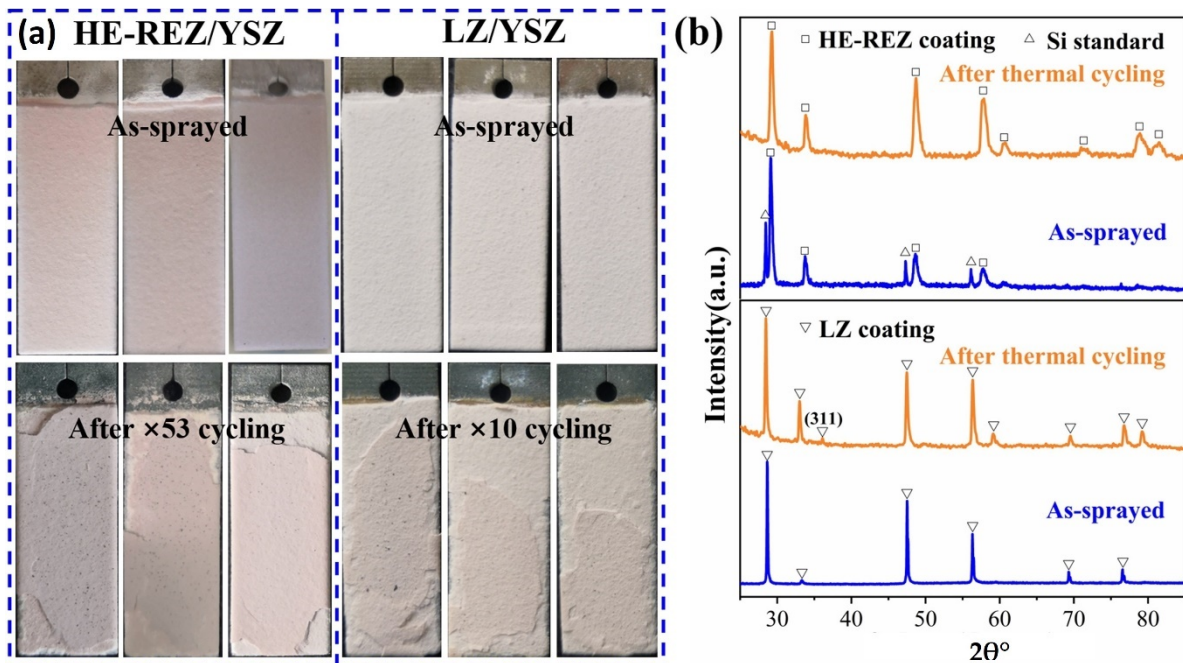 (a) HE-REZ/YSZ
LZ/YSZ
As-sprayed
As-sprayed
After ×53 cycling
After ×10 cycling
(b)
□ HE-REZ coating △ Si standard
After thermal cycling
As-sprayed
▽ LZ coating
After thermal cycling
(311)
As-sprayed
Intensity(a.u.)
30 40 50 60 70 80
2θ°